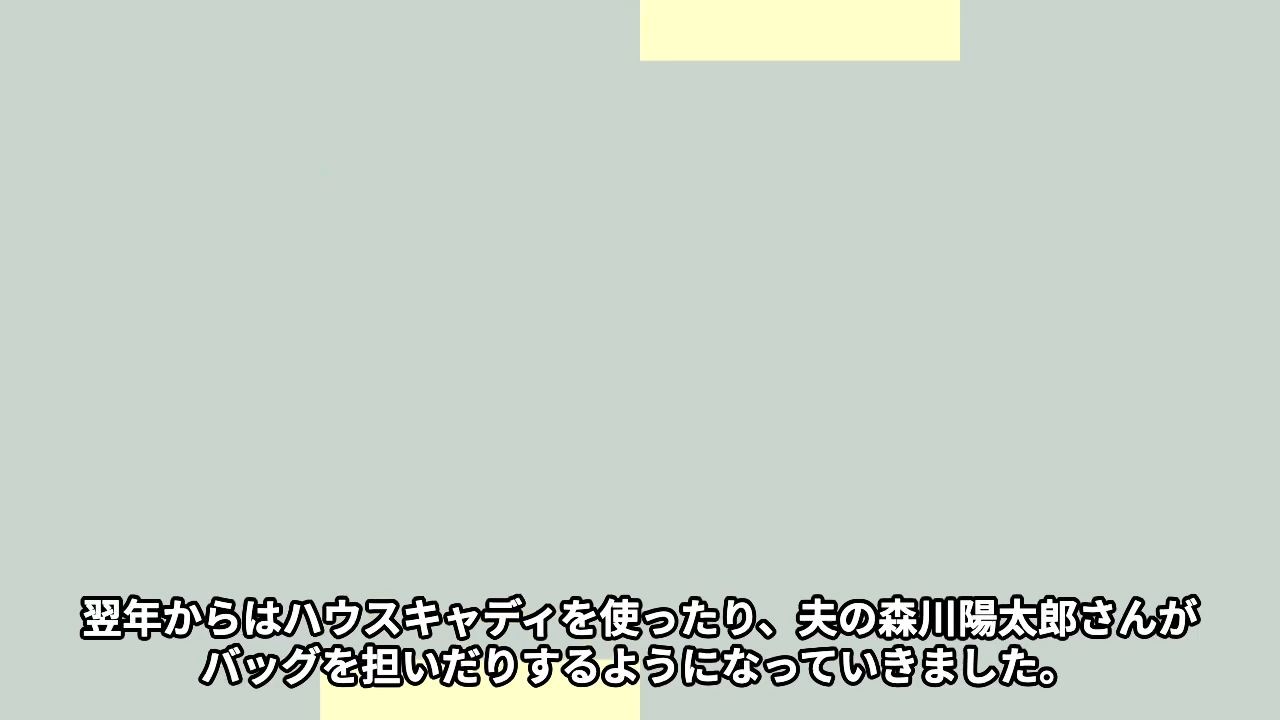 翌年からはハウスキャディを使ったり、夫の森川陽太郎さんが
バッグを担いだりするようになっていきました。